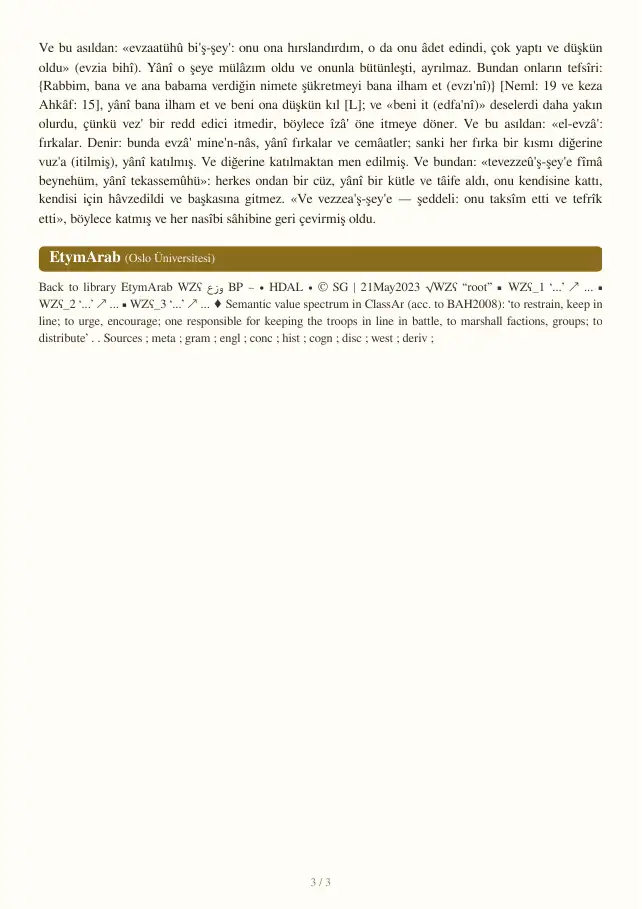 Ve bu asıldan: «evzaatühû bi'ş-şey': onu ona hırslandırdım, o da onu âdet edindi, çok yaptı ve düşkün
oldu» (evzia bihî). Yânî o şeye mülâzım oldu ve onunla bütünleşti, ayrılmaz. Bundan onların tefsîri:
{Rabbim, bana ve ana babama verdiğin nimete şükretmeyi bana ilham et (evzı'nî)} [Neml: 19 ve keza
Ahkâf: 15], yânî bana ilham et ve beni ona düşkün kıl [L]; ve «beni it (edfa'nî)» deselerdi daha yakın
olurdu, çünkü vez' bir redd edici itmedir, böylece îzâ' öne itmeye döner. Ve bu asıldan: «el-evzâ':
fırkalar. Denir: bunda evzâ' mine'n-nâs, yânî fırkalar ve cemâatler; sanki her fırka bir kısmı diğerine
vuz'a (itilmiş), yânî katılmış. Ve diğerine katılmaktan men edilmiş. Ve bundan: «tevezzeû'ş-şey'e fîmâ
beynehüm, yânî tekassemûhü»: herkes ondan bir cüz, yânî bir kütle ve tâife aldı, onu kendisine kattı,
kendisi için hâvzedildi ve başkasına gitmez. «Ve vezzea'ş-şey'e — şeddeli: onu taksîm etti ve tefrîk
etti», böylece katmış ve her nasîbi sâhibine geri çevirmiş oldu.
EtymArab (Oslo Üniversitesi)
Back to library EtymArab WZʕ وزع BP – • HDAL • © SG | 21May2023 √WZʕ “root” ▪ WZʕ_1 ‘...’ ↗ ... ▪
WZʕ_2 ‘...’ ↗ ... ▪ WZʕ_3 ‘...’ ↗ ... ♦ Semantic value spectrum in ClassAr (acc. to BAH2008): ‘to restrain, keep in
line; to urge, encourage; one responsible for keeping the troops in line in battle, to marshall factions, groups; to
distribute’ . . Sources ; meta ; gram ; engl ; conc ; hist ; cogn ; disc ; west ; deriv ;
3 / 3